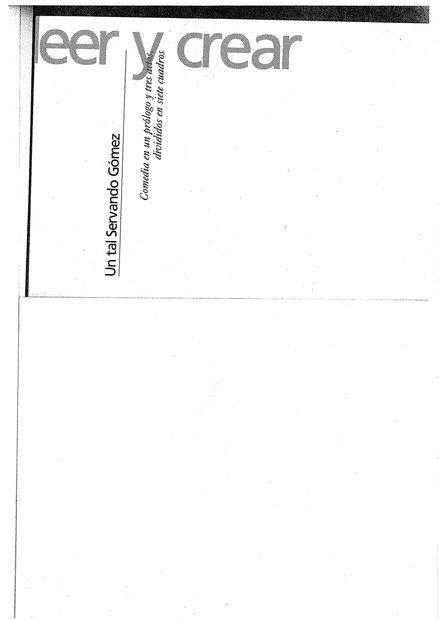 leer y crear
Un tal Servando Gómez
Comedia en un prólogo y tres actos
divididos en siete cuadros